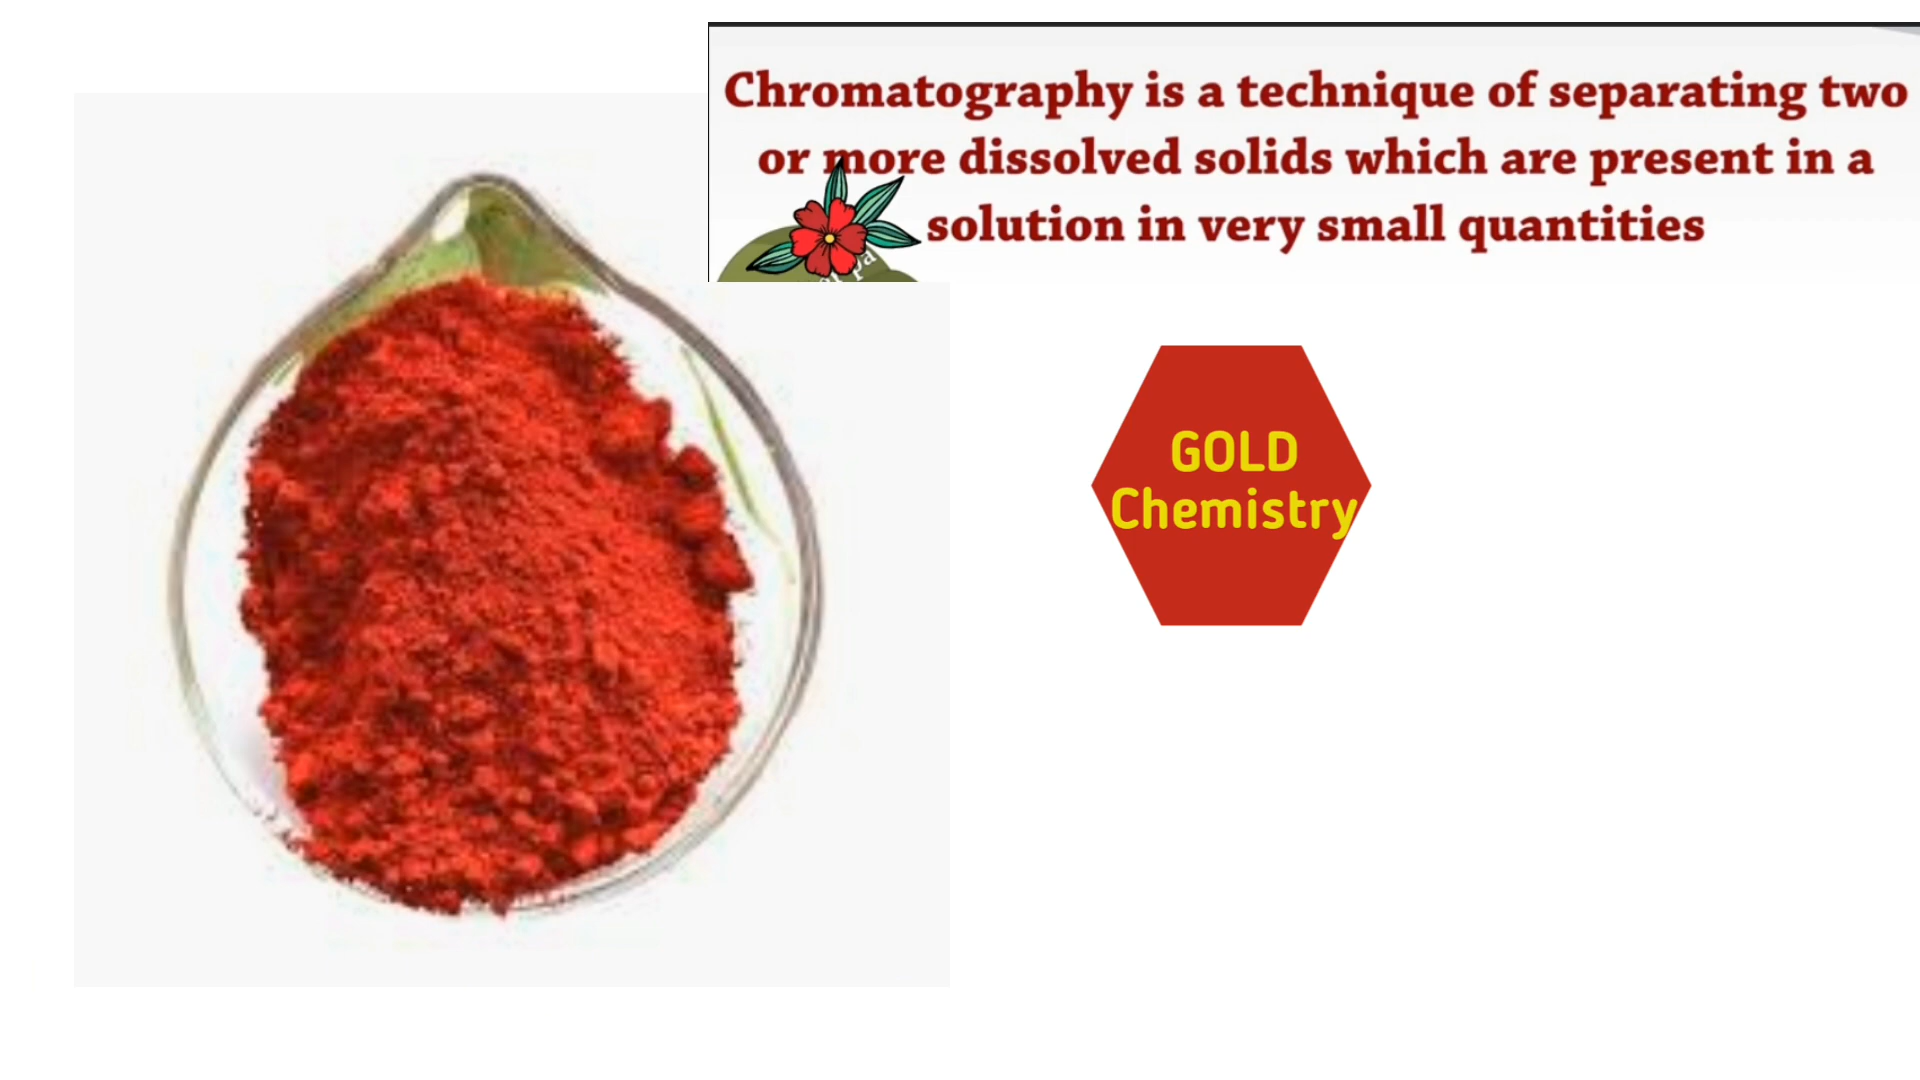 Chromatography is a technique of separating two
or more dissolved solids which are present in a
solution in very small quantities
GOLD
Chemistry